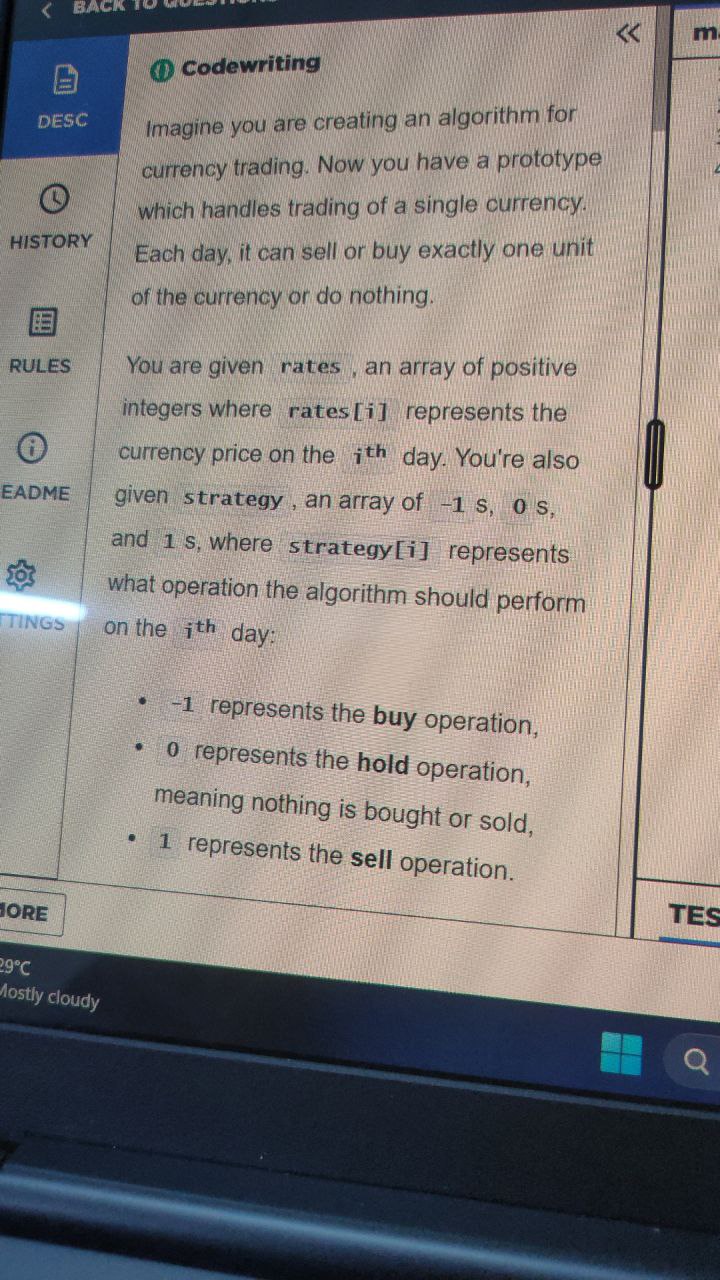 BACK TO QUESTIONS
DESC
HISTORY
RULES
EADME
TTINGS
MORE
Codewriting
Imagine you are creating an algorithm for
currency trading. Now you have a prototype
which handles trading of a single currency.
Each day, it can sell or buy exactly one unit
of the currency or do nothing.
You are given rates , an array of positive
integers where rates[i] represents the
currency price on the ith day. You're also
given strategy , an array of -1 s, 0 s,
and 1 s, where strategy[i] represents
what operation the algorithm should perform
on the ith day:
• -1 represents the buy operation,
• 0 represents the hold operation,
meaning nothing is bought or sold,
• 1 represents the sell operation.
TES
29°C
Mostly cloudy